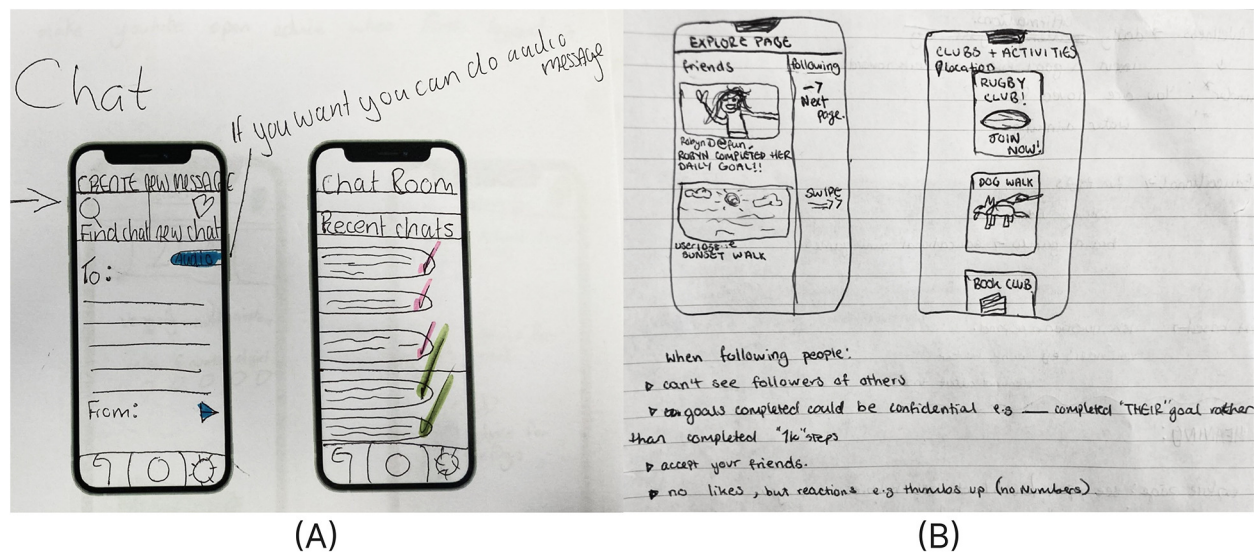 Chat
If you want you can do audio
message
CREATE new MESSAGE
Find chat new chat
Audio
To:
From:
Chat Room
Recent chats
(A)
EXPLORE PAGE
friends
following
→
Next
page.
Robyn
ROBYN COMPLETED HER
DAILY GOAL!!
SWIPE
SUNSET WALK
CLUBS + ACTIVITIES
location
RUGBY
CLUB!
JOIN
NOW!
DOG WALK
BOOK CLUB
When following people:
can't see followers of others
goals completed could be confidential e.g — completed "THEIR" goal rather
than completed "1k" steps
accept your friends.
no likes, but reactions e.g thumbs up (no Numbers)
(B)